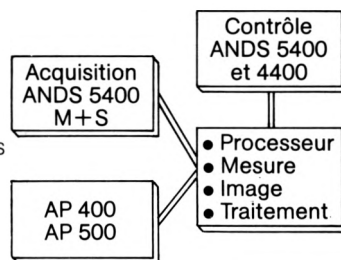 Contrôle
ANDS 5400
et 4400
Acquisition
ANDS 5400
M+S
s
• Processeur
• Mesure
• Image
• Traitement
AP 400
AP 500